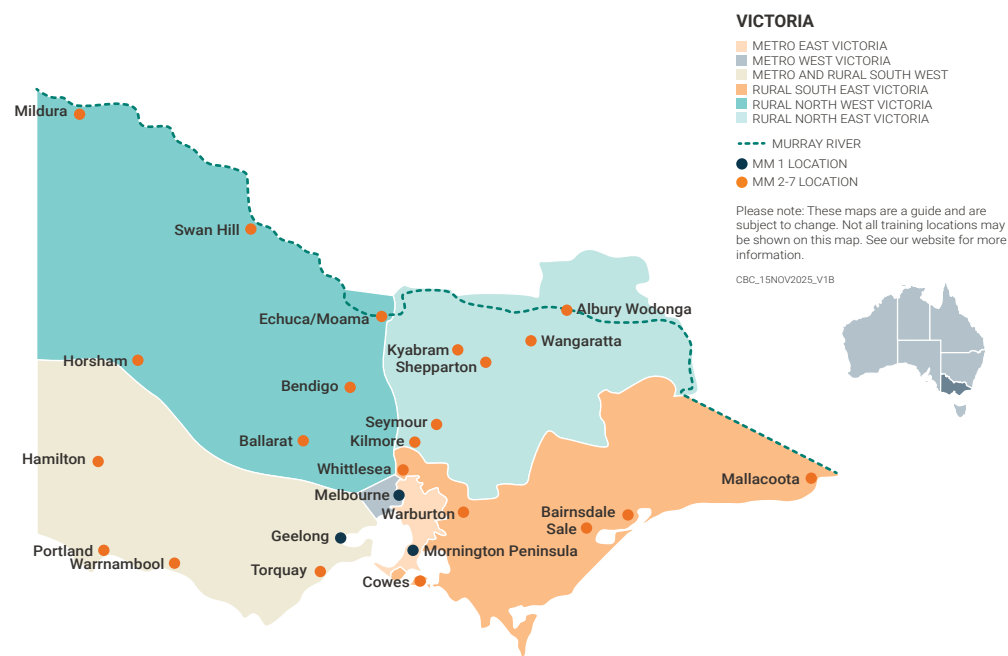 VICTORIA
METRO EAST VICTORIA
METRO WEST VICTORIA
METRO AND RURAL SOUTH WEST
RURAL SOUTH EAST VICTORIA
RURAL NORTH WEST VICTORIA
RURAL NORTH EAST VICTORIA
MURRAY RIVER
MM 1 LOCATION
MM 2-7 LOCATION
Please note: These maps are a guide and are
subject to change. Not all training locations may
be shown on this map. See our website for more
information.
CBC_15NOV2025_V1B
Mildura
Swan Hill
Echuca/Moama
Albury Wodonga
Wangaratta
Kyabram
Shepparton
Horsham
Bendigo
Seymour
Ballarat
Kilmore
Hamilton
Whittlesea
Mallacoota
Melbourne
Warburton
Bairnsdale
Sale
Geelong
Portland
Mornington Peninsula
Warrnambool
Torquay
Cowes